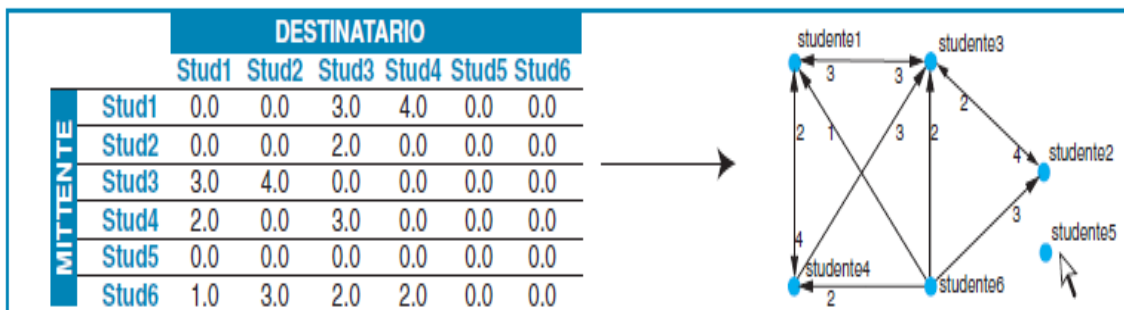 DESTINATARIO
Stud1 Stud2 Stud3 Stud4 Stud5 Stud6
MITTENTE
Stud1 0.0 0.0 3.0 4.0 0.0 0.0
Stud2 0.0 0.0 2.0 0.0 0.0 0.0
Stud3 3.0 4.0 0.0 0.0 0.0 0.0
Stud4 2.0 0.0 3.0 0.0 0.0 0.0
Stud5 0.0 0.0 0.0 0.0 0.0 0.0
Stud6 1.0 3.0 2.0 2.0 0.0 0.0
studente1
studente3
3 3
2
2 1 3 2
4
studente2
3
studente5
4
studente4
studente6
2